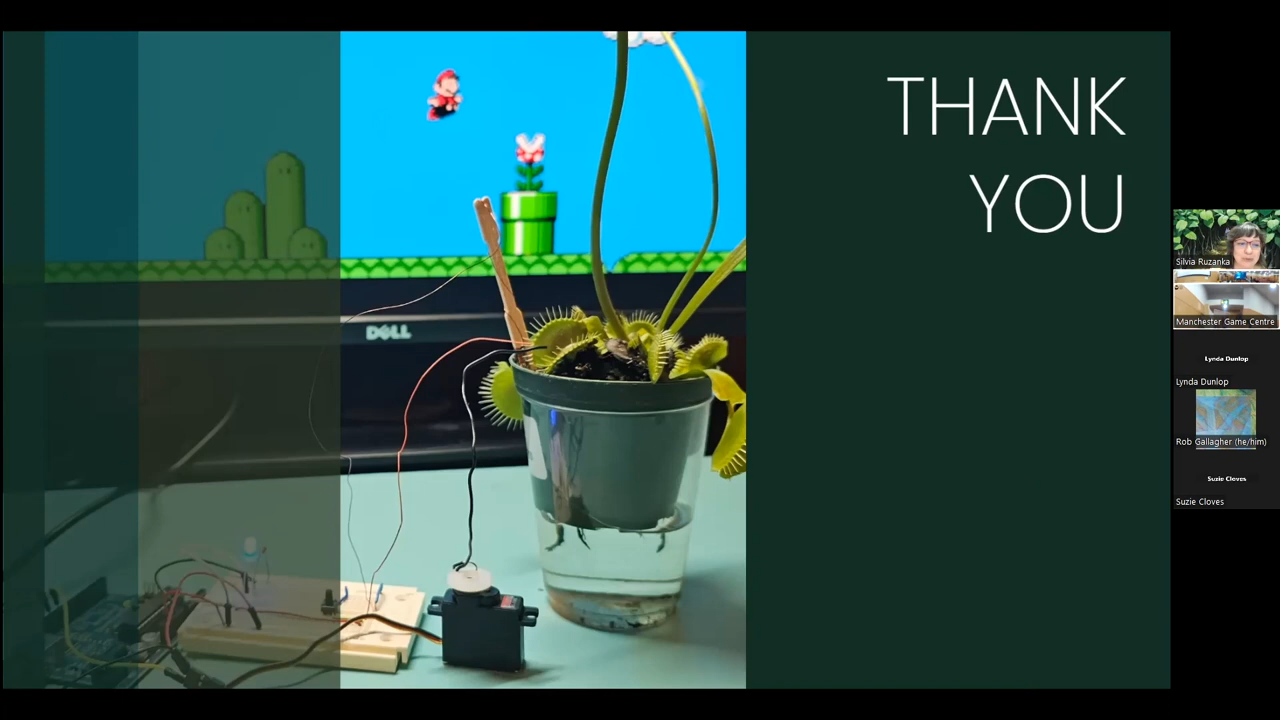 THANK
YOU
DELL
Silvia Ruzanka
Manchester Game Centre
Lynda Dunlop
Lynda Dunlop
Rob Gallagher (he/him)
Suzie Cloves
Suzie Cloves